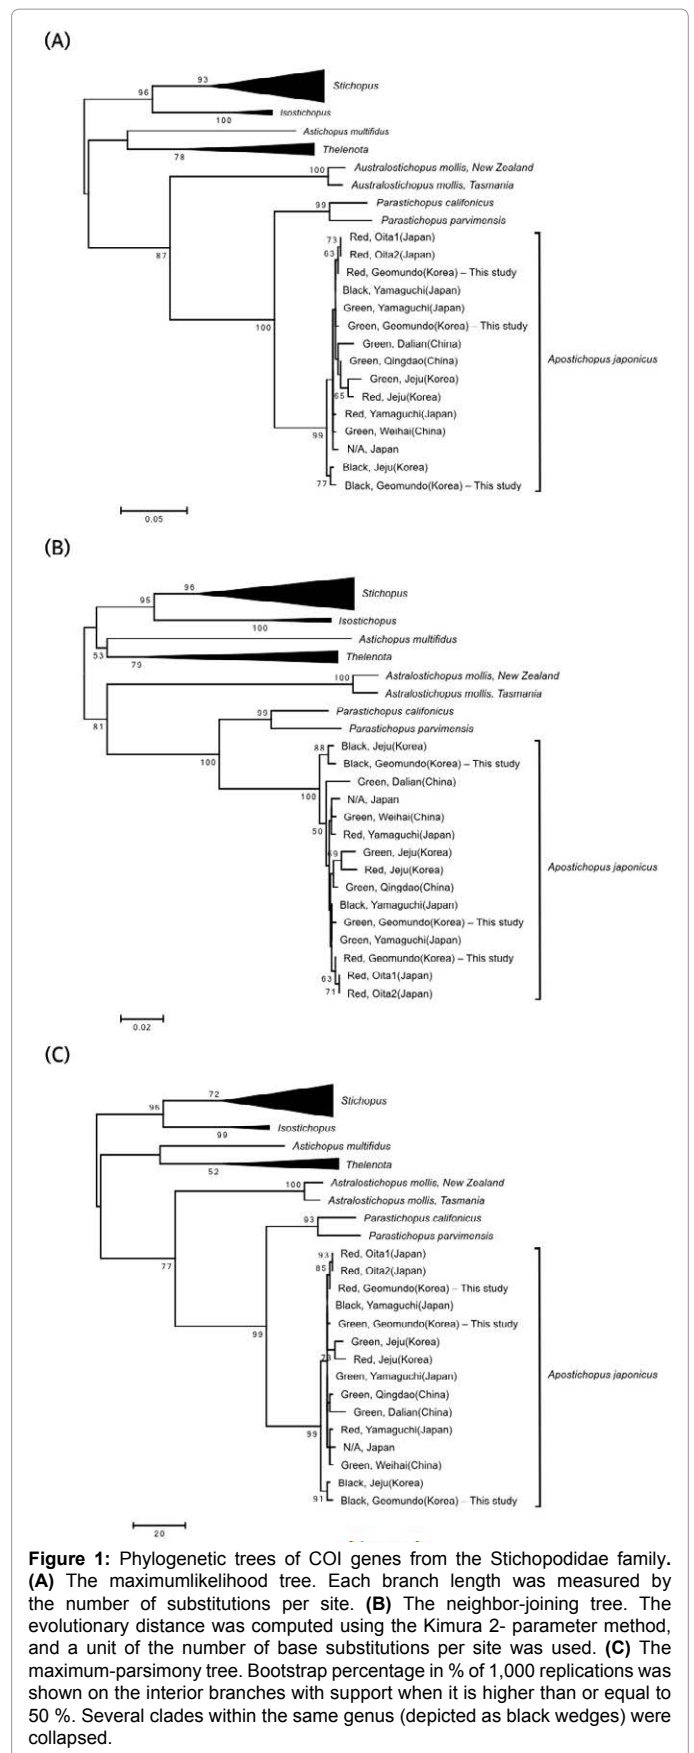 (A)
93
Stichopus
96
100
Isostichopus
Astichopus multifidus
Thelenota
78
100
Australostichopus mollis, New Zealand
Australostichopus mollis, Tasmania
99
Parastichopus califonicus
Parastichopus parvimensis
87
73
Red, Oita1(Japan)
63
Red, Oita2(Japan)
Red, Geomundo(Korea) – This study
Black, Yamaguchi(Japan)
Green, Yamaguchi(Japan)
100
Green, Geomundo(Korea) – This study
Green, Dalian(China)
Green, Qingdao(China)
Apostichopus japonicus
Green, Jeju(Korea)
65
Red, Jeju(Korea)
Red, Yamaguchi(Japan)
99
Green, Weihai(China)
N/A, Japan
Black, Jeju(Korea)
77
Black, Geomundo(Korea) – This study
0.05
(B)
96
Stichopus
95
100
Isostichopus
Astichopus multifidus
53
Thelenota
79
100
Astralostichopus mollis, New Zealand
Astralostichopus mollis, Tasmania
99
Parastichopus califonicus
81
Parastichopus parvimensis
88
Black, Jeju(Korea)
100
Black, Geomundo(Korea) – This study
Green, Dalian(China)
100
N/A, Japan
Green, Weihai(China)
50
Red, Yamaguchi(Japan)
69
Green, Jeju(Korea)
Red, Jeju(Korea)
Apostichopus japonicus
Green, Qingdao(China)
Black, Yamaguchi(Japan)
Green, Geomundo(Korea) – This study
Green, Yamaguchi(Japan)
Red, Geomundo(Korea) – This study
63
Red, Oita1(Japan)
71
Red, Oita2(Japan)
0.02
(C)
72
Stichopus
96
99
Isostichopus
Astichopus multifidus
Thelenota
52
100
Astralostichopus mollis, New Zealand
Astralostichopus mollis, Tasmania
93
Parastichopus califonicus
Parastichopus parvimensis
77
93
Red, Oita1(Japan)
85
Red, Oita2(Japan)
Red, Geomundo(Korea) – This study
Black, Yamaguchi(Japan)
Green, Geomundo(Korea) – This study
99
Green, Jeju(Korea)
Red, Jeju(Korea)
Green, Yamaguchi(Japan)
Apostichopus japonicus
Green, Qingdao(China)
Green, Dalian(China)
99
Red, Yamaguchi(Japan)
N/A, Japan
Green, Weihai(China)
Black, Jeju(Korea)
91
Black, Geomundo(Korea) – This study
20
Figure 1: Phylogenetic trees of COI genes from the Stichopodidae family.
(A) The maximumlikelihood tree. Each branch length was measured by
the number of substitutions per site. (B) The neighbor-joining tree. The
evolutionary distance was computed using the Kimura 2- parameter method,
and a unit of the number of base substitutions per site was used. (C) The
maximum-parsimony tree. Bootstrap percentage in % of 1,000 replications was
shown on the interior branches with support when it is higher than or equal to
50 %. Several clades within the same genus (depicted as black wedges) were
collapsed.